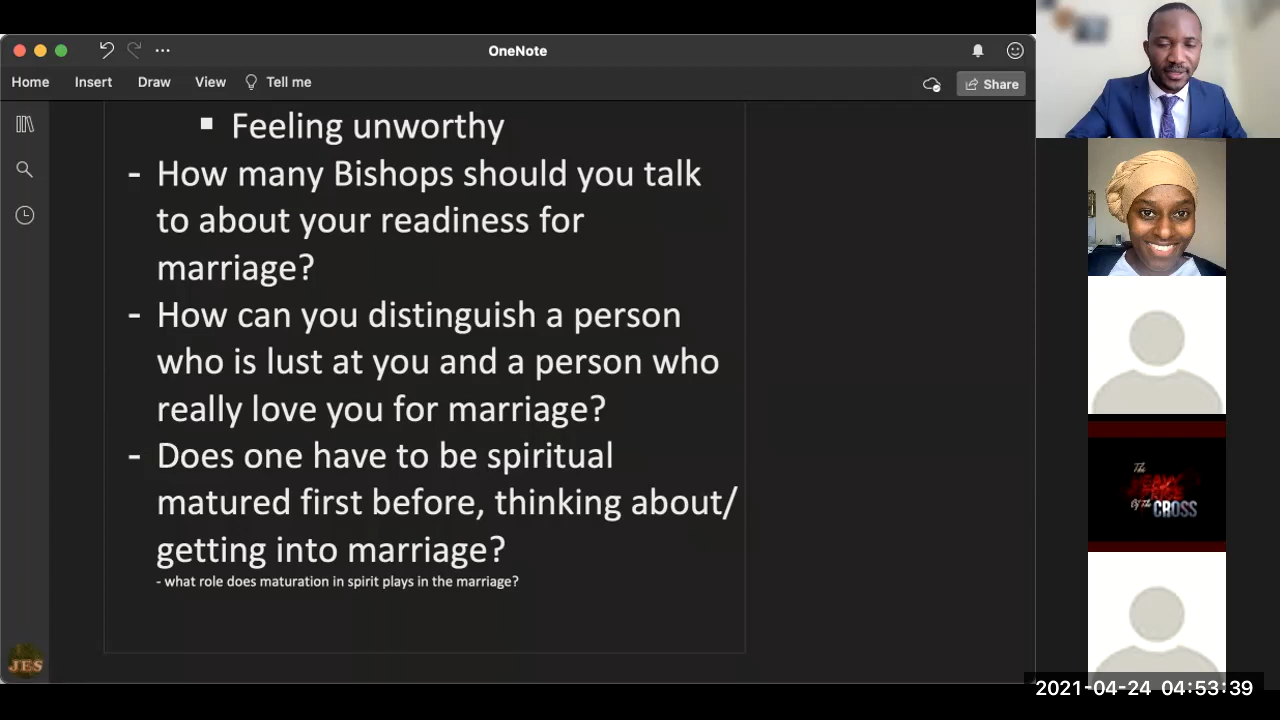 OneNote
Home Insert Draw View Tell me Share
▪ Feeling unworthy
- How many Bishops should you talk
to about your readiness for
marriage?
- How can you distinguish a person
who is lust at you and a person who
really love you for marriage?
- Does one have to be spiritual
matured first before, thinking about/
getting into marriage?
- what role does maturation in spirit plays in the marriage?
JES
The
Of The CROSS
2021-04-24 04:53:39